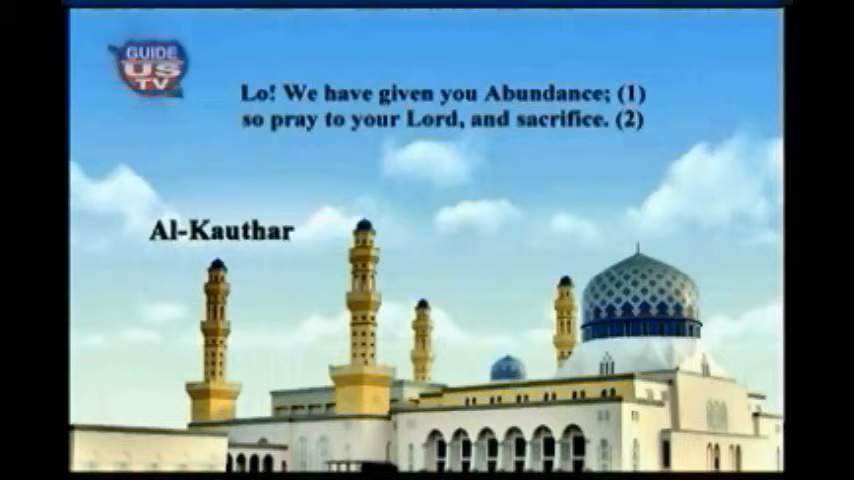 GUIDE
US
TV
Lo! We have given you Abundance; (1)
so pray to your Lord, and sacrifice. (2)
Al-Kauthar